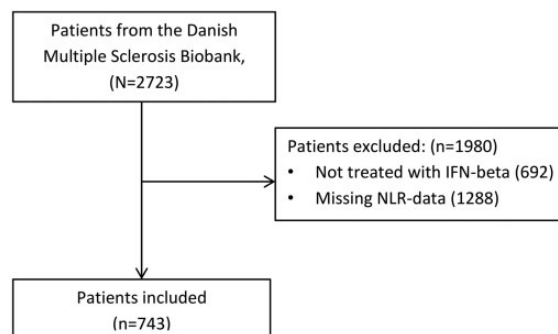 Patients from the Danish
Multiple Sclerosis Biobank,
(N=2723)
Patients excluded: (n=1980)
• Not treated with IFN-beta (692)
• Missing NLR-data (1288)
Patients included
(n=743)